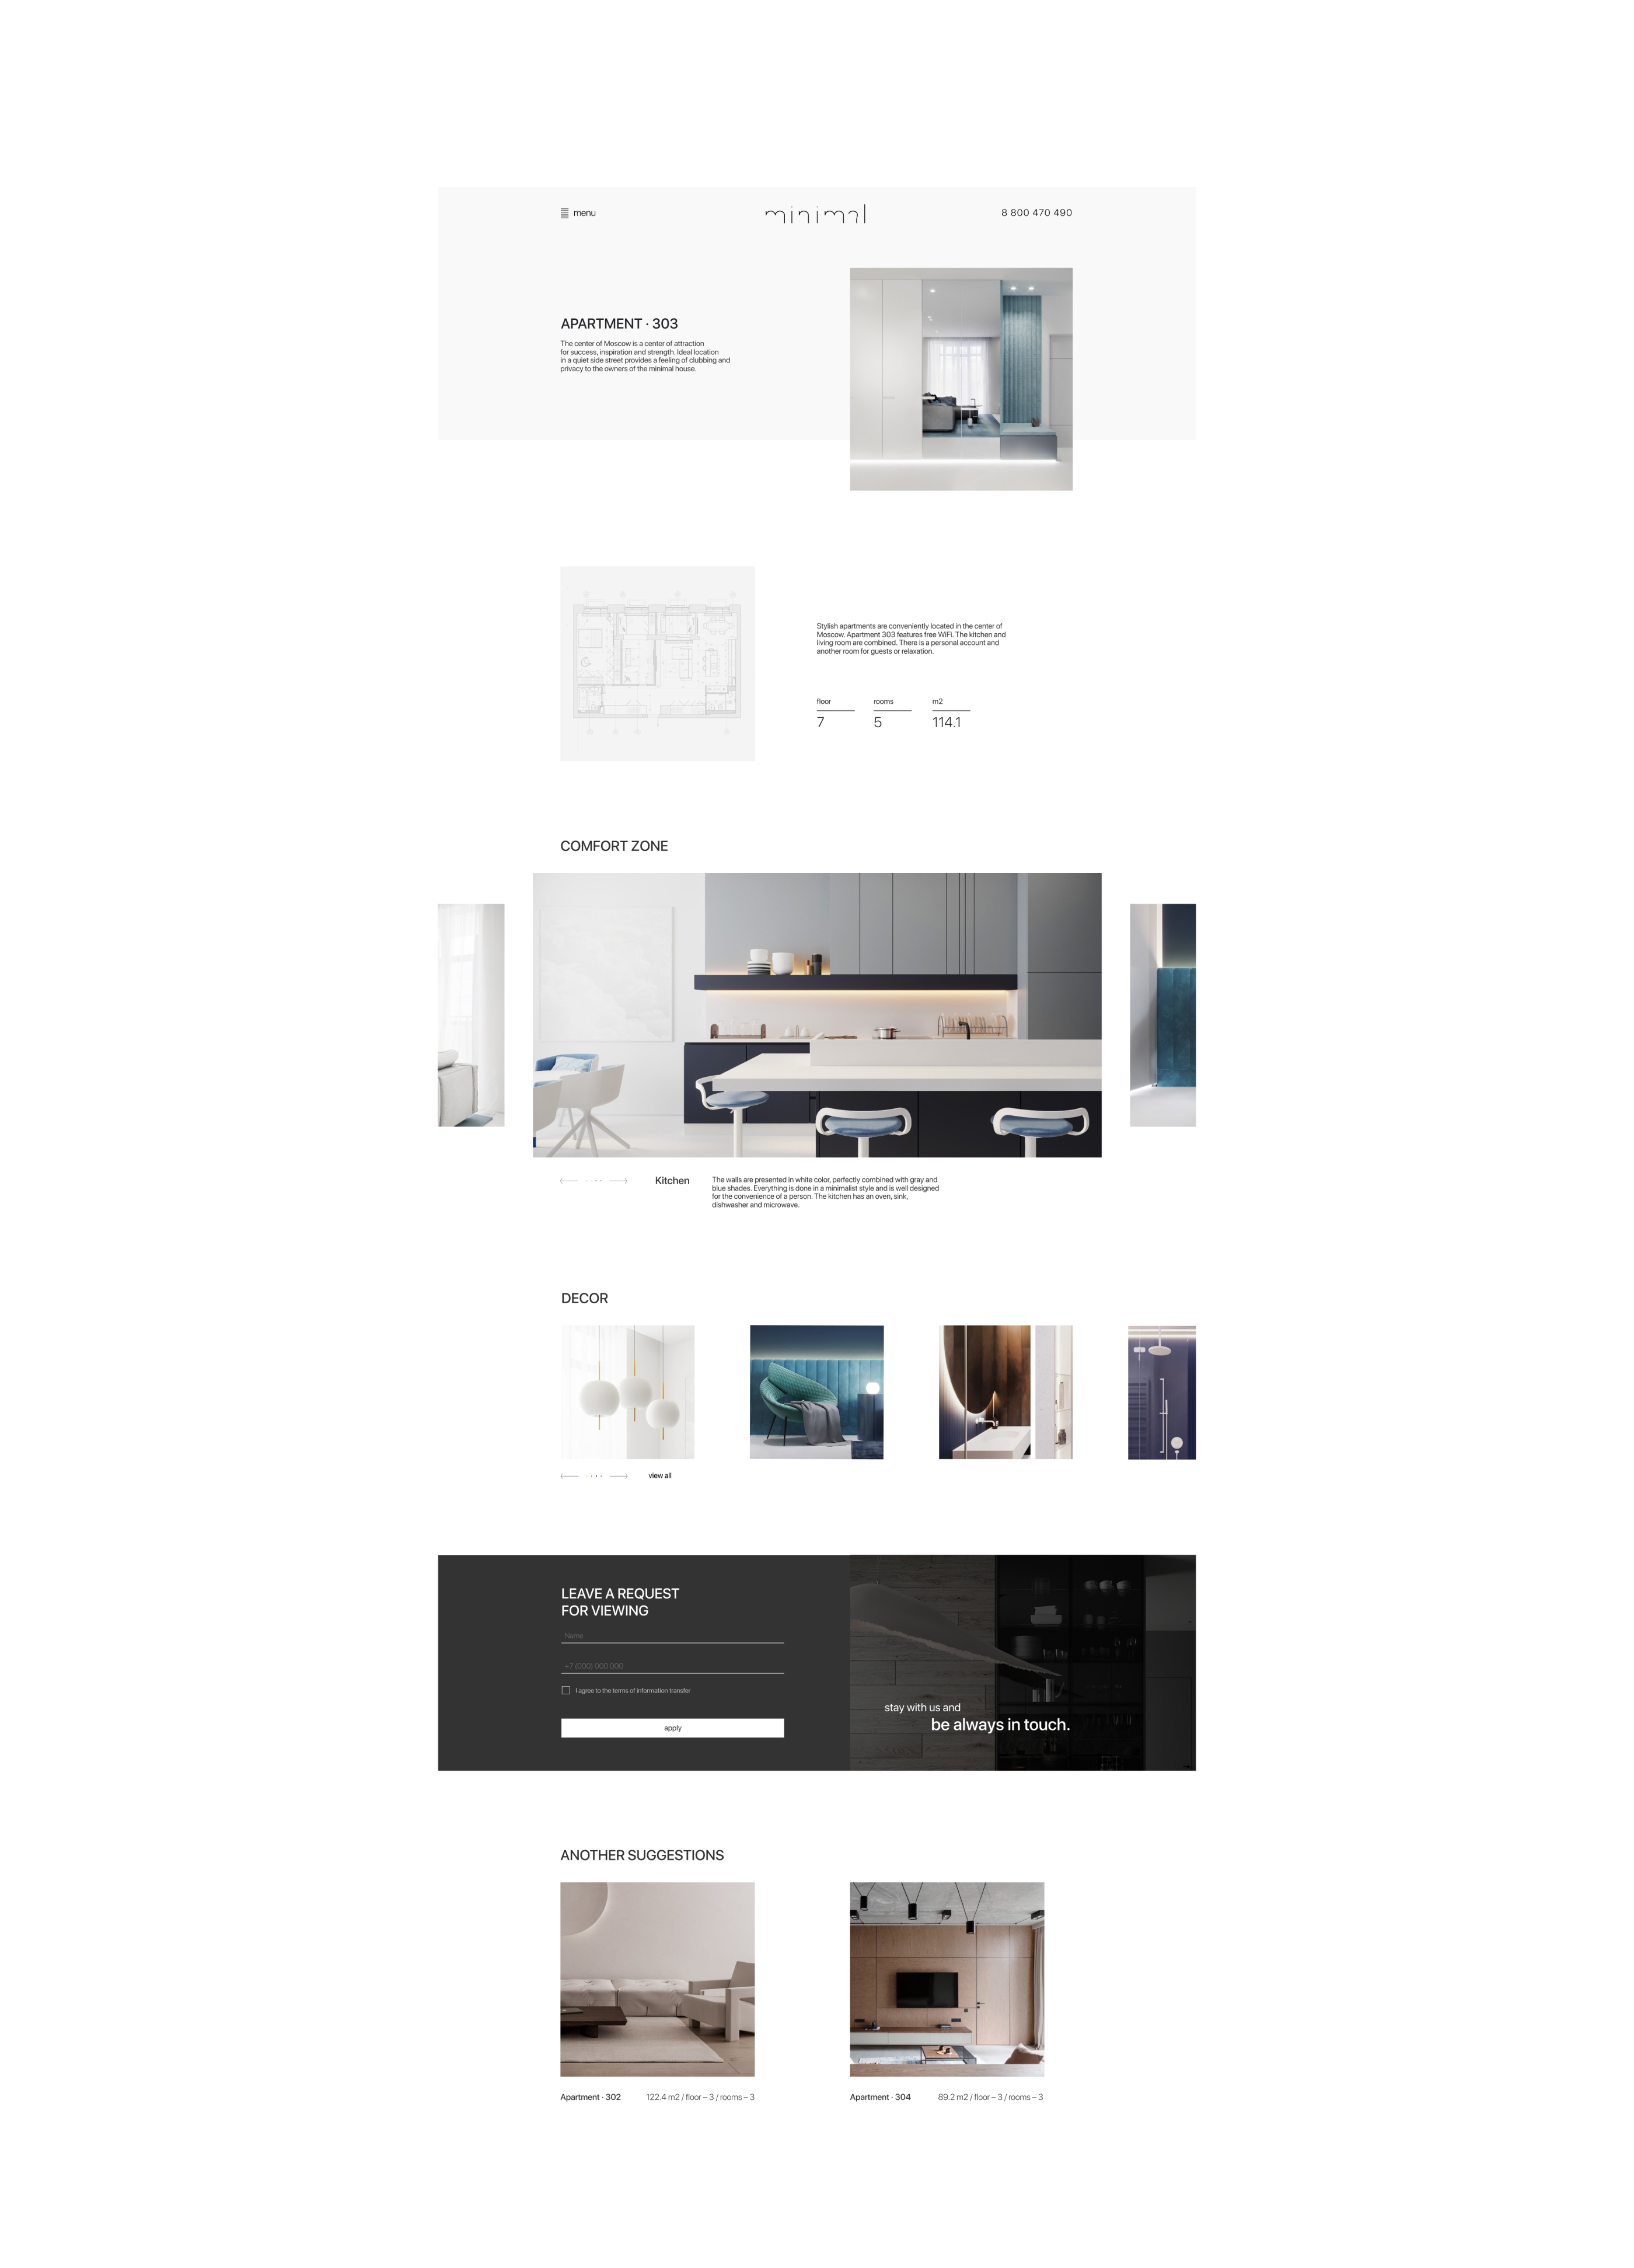 menu
minimal
8 800 470 490
APARTMENT · 303
The center of Moscow is a center of attraction
for success, inspiration and strength. Ideal location
in a quiet side street provides a feeling of clubbing and
privacy to the owners of the minimal house.
Stylish apartments are conveniently located in the center of
Moscow. Apartment 303 features free WiFi. The kitchen and
living room are combined. There is a personal account and
another room for guests or relaxation.
floor rooms m2
7 5 114.1
COMFORT ZONE
Kitchen
The walls are presented in white color, perfectly combined with gray and
blue shades. Everything is done in a minimalist style and is well designed
for the convenience of a person. The kitchen has an oven, sink,
dishwasher and microwave.
DECOR
view all
LEAVE A REQUEST
FOR VIEWING
Name
+7 (000) 000 000
I agree to the terms of information transfer
apply
stay with us and
be always in touch.
ANOTHER SUGGESTIONS
Apartment · 302 122.4 m2 / floor – 3 / rooms – 3
Apartment · 304 89.2 m2 / floor – 3 / rooms – 3